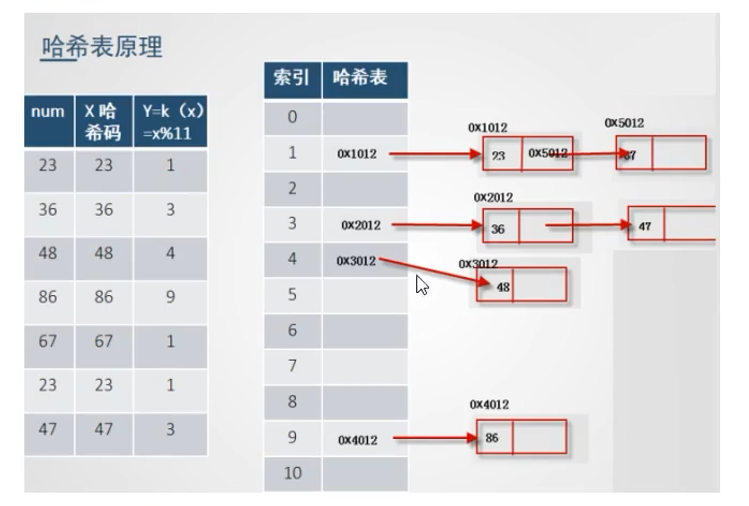 哈希表原理
num X 哈希码 Y=k（x）=x%11
23 23 1
36 36 3
48 48 4
86 86 9
67 67 1
23 23 1
47 47 3
索引 哈希表
0
1 0X1012
2
3 0X2012
4 0X3012
5
6
7
8
9 0X4012
10
0X1012
23 0X5012
0X5012
67
0X2012
36
47
0X3012
48
0X4012
86